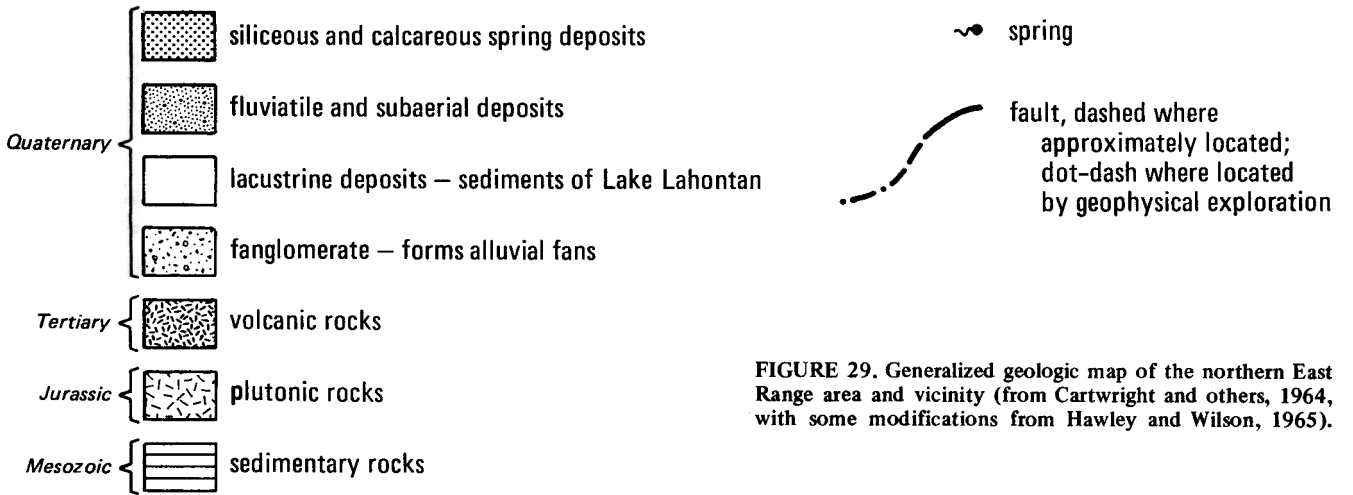 siliceous and calcareous spring deposits
fluviatile and subaerial deposits
Quaternary
lacustrine deposits – sediments of Lake Lahontan
fanglomerate – forms alluvial fans
Tertiary
volcanic rocks
Jurassic
plutonic rocks
Mesozoic
sedimentary rocks
spring
fault, dashed where
approximately located;
dot-dash where located
by geophysical exploration
FIGURE 29. Generalized geologic map of the northern East
Range area and vicinity (from Cartwright and others, 1964,
with some modifications from Hawley and Wilson, 1965).